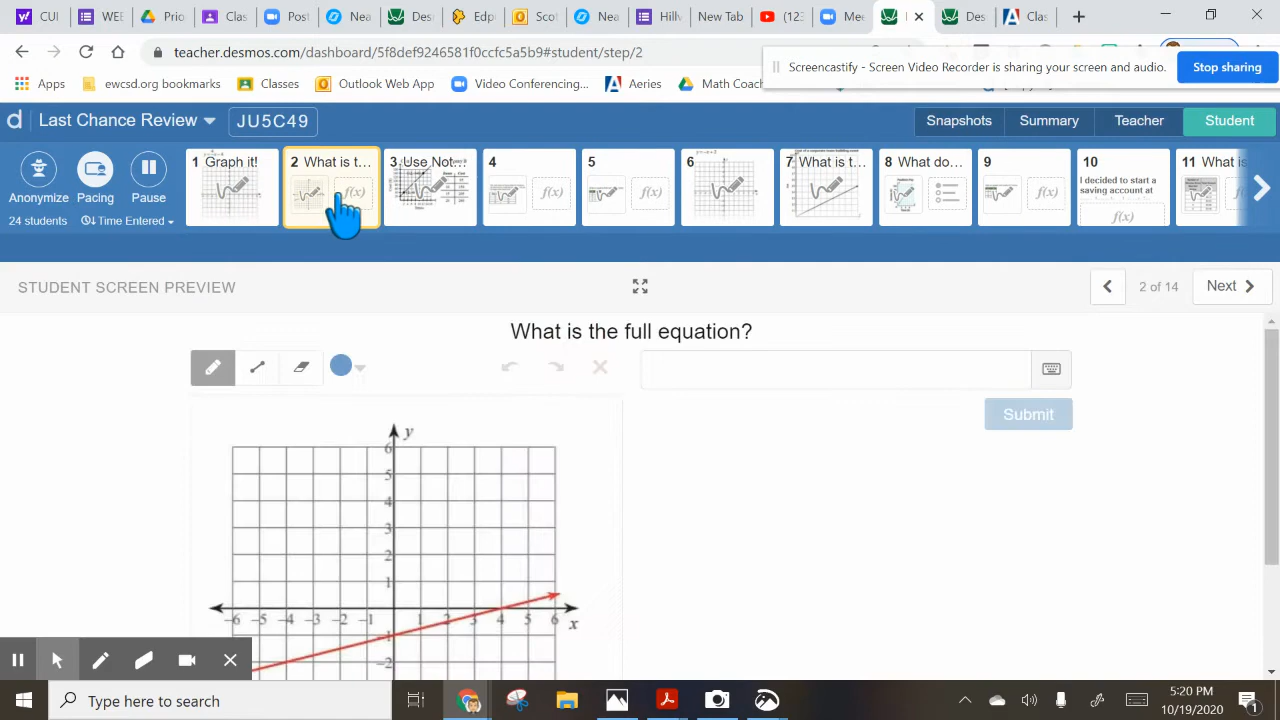 CUI
WEE
Prio
Clas
Post
Nea
Des
Edp
Sco
Nea
Hillv
New Tab
(123
Mee
Des
Clas
teacher.desmos.com/dashboard/5f8def9246581f0ccfc5a5b9#student/step/2
Screencastify - Screen Video Recorder is sharing your screen and audio.
Stop sharing
Apps
ewcsd.org bookmarks
Classes
Outlook Web App
Video Conferencing...
Aeries
Math Coac
d
Last Chance Review
JU5C49
Snapshots
Summary
Teacher
Student
Anonymize
Pacing
Pause
24 students
Time Entered
1 Graph it!
2 What is t...
f(x)
3 Use Not...
4
f(x)
5
f(x)
6
7 What is t...
8 What do...
9
f(x)
10
I decided to start a
saving account at
f(x)
11 What is
STUDENT SCREEN PREVIEW
2 of 14
Next
What is the full equation?
Submit
y
6
5
4
3
2
1
-6 -5 -4 -3 -2 -1 1 2 3 4 5 6
x
-1
-2
Type here to search
5:20 PM
10/19/2020
1